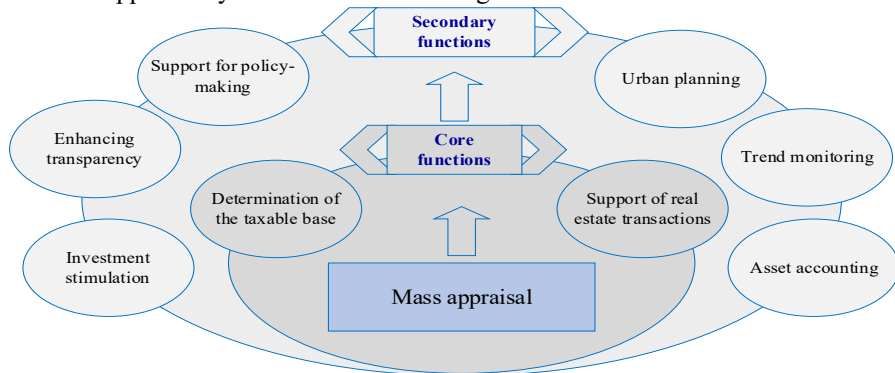 Secondary
functions
Support for policy-
making
Urban planning
Enhancing
transparency
Core
functions
Trend monitoring
Determination of
the taxable base
Support of real
estate transactions
Investment
stimulation
Mass appraisal
Asset accounting